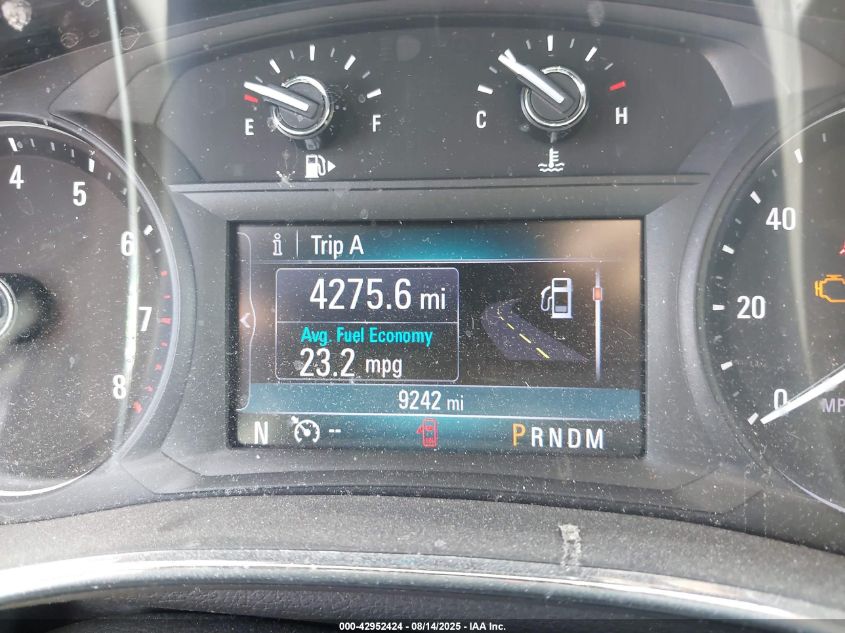 E F
C H
4
5
6
7
8
Trip A
4275.6 mi
Avg. Fuel Economy
23.2 mpg
9242 mi
N --
PRNDM
40
20
0
000-42952424 - 08/14/2025 - IAA Inc.